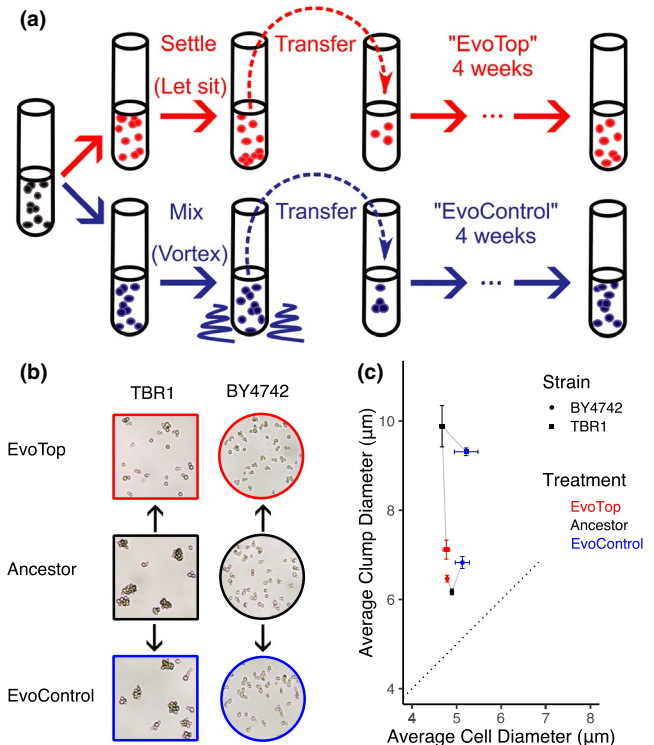 (a)
Settle
(Let sit)
Transfer
"EvoTop"
4 weeks
...
Mix
(Vortex)
Transfer
"EvoControl"
4 weeks
...
(b)
TBR1
BY4742
EvoTop
Ancestor
EvoControl
(c)
Average Clump Diameter (µm)
10
8
6
4
4
5
6
7
8
Average Cell Diameter (µm)
Strain
BY4742
TBR1
Treatment
EvoTop
Ancestor
EvoControl